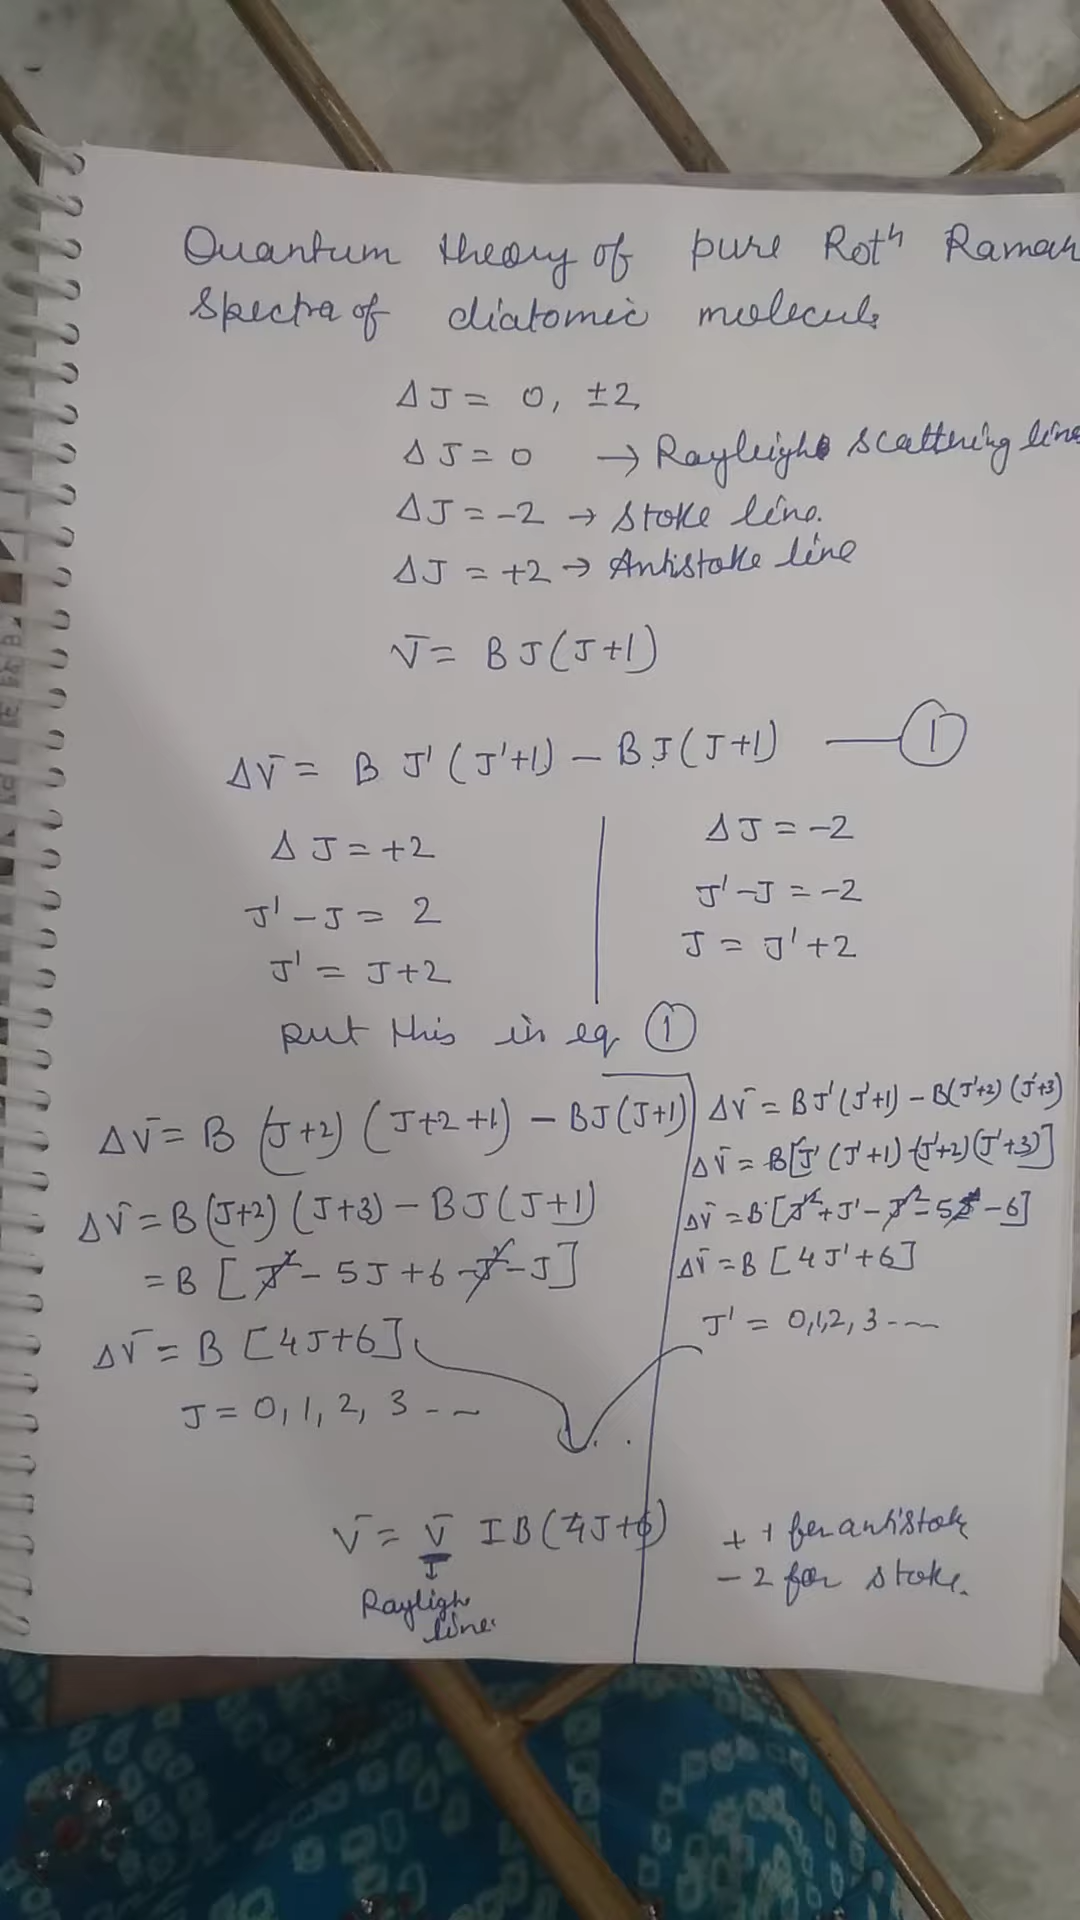 Quantum theory of pure Rotⁿ Raman
Spectra of diatomic molecule
ΔJ = 0, ±2,
ΔJ = 0 → Rayleigh scattering line
ΔJ = -2 → Stoke line.
ΔJ = +2 → Antistoke line
ν̄ = BJ(J+1)
Δν̄ = B J'(J'+1) - BJ(J+1) — ①
ΔJ = +2
J'-J = 2
J' = J+2
ΔJ = -2
J'-J = -2
J = J'+2
put this in eq ①
Δν̄ = B (J+2) (J+2+1) - BJ(J+1)
Δν̄ = B(J+2) (J+3) - BJ(J+1)
= B [J² - 5J + 6 - J² - J]
Δν̄ = B [4J+6]
J = 0, 1, 2, 3 - ~
Δν̄ = BJ'(J'+1) - B(J'+2) (J'+3)
Δν̄ = B[J'(J'+1) - (J'+2)(J'+3)]
Δν̄ = B[J'² + J' - J'² - 5J' - 6]
Δν̄ = B [4J'+6]
J' = 0,1,2, 3 - - ~
ν̄ = ν̄ I B(4J+6)
Rayligh
line.
+ + for antistok
- 2 for stoke.